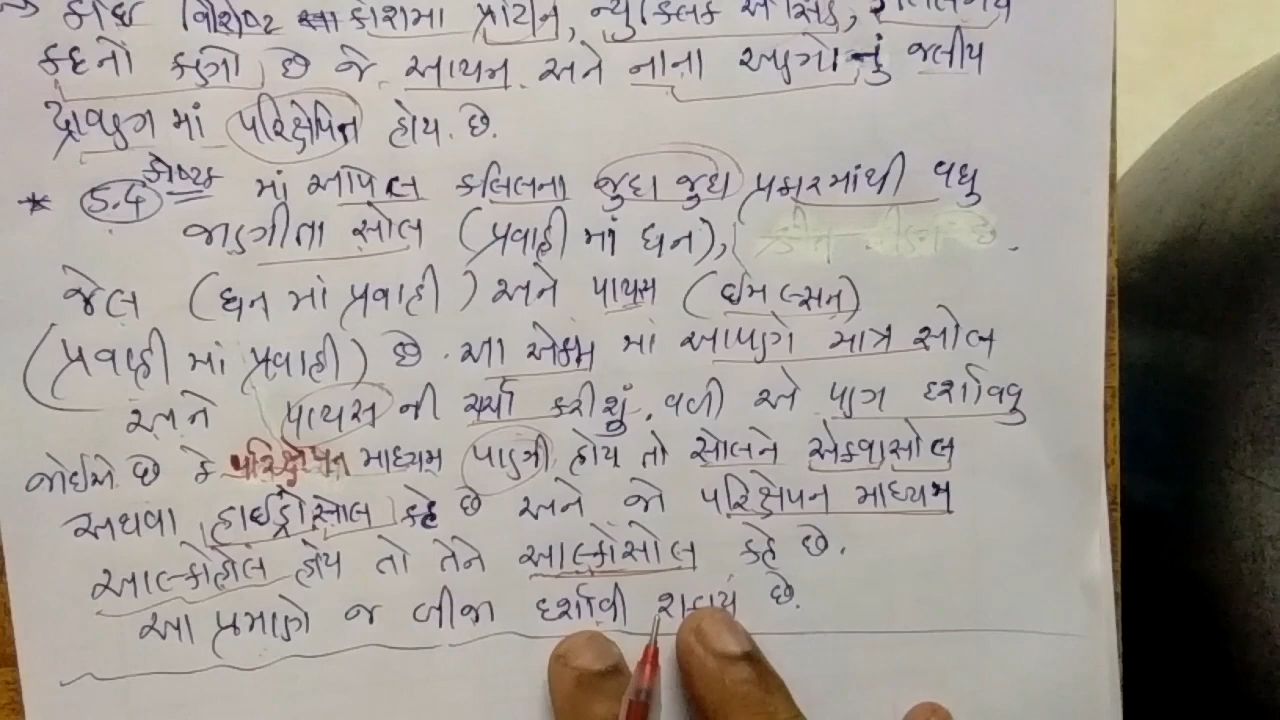 કોઈ વિશિષ્ટ કોશમાં પ્રોટીન, ન્યુક્લિક એસિડ,
કદનો કણો છે જે આયન અને નાના અણુઓનું જલીય
દ્રાવણ માં પરિક્ષેપિત હોય છે.
* 5.4 કોષ્ટક માં આપેલ કલિલના જુદા જુદા પ્રકારમાંથી વધુ
જાણીતા સોલ (પ્રવાહી માં ઘન),
જેલ (ઘન માં પ્રવાહી) અને પાયસ (ઈમલ્સન)
(પ્રવાહી માં પ્રવાહી) છે. આ એકમ માં આપણે માત્ર સોલ
અને પાયસ ની ચર્ચા કરીશું. વળી એ પણ દર્શાવવુ
જોઈએ છે કે પરિક્ષેપન માધ્યમ પાણી હોય તો સોલને એક્વાસોલ
અથવા હાઈડ્રોસોલ કહે છે અને જો પરિક્ષેપન માધ્યમ
આલ્કોહોલ હોય તો તેને આલ્કોસોલ કહે છે.
આ પ્રમાણે જ બીજા દર્શાવી શકાય છે.